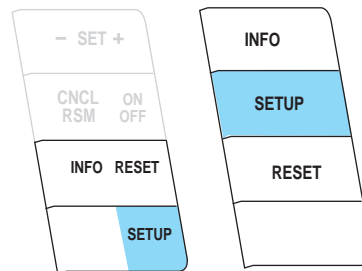 - SET +
CNCL ON
RSM OFF
INFO RESET
SETUP
INFO
SETUP
RESET